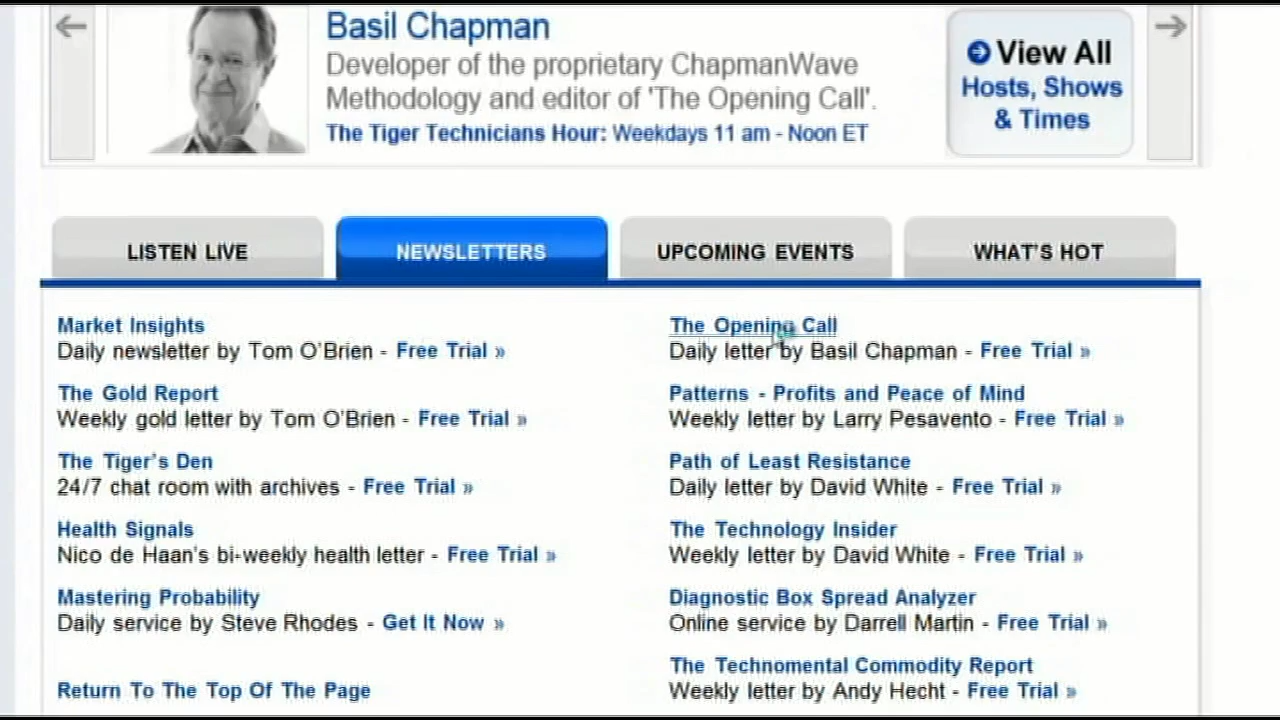 Basil Chapman
Developer of the proprietary ChapmanWave
Methodology and editor of 'The Opening Call'.
The Tiger Technicians Hour: Weekdays 11 am - Noon ET
View All
Hosts, Shows
& Times
LISTEN LIVE
NEWSLETTERS
UPCOMING EVENTS
WHAT'S HOT
Market Insights
Daily newsletter by Tom O'Brien - Free Trial »
The Gold Report
Weekly gold letter by Tom O'Brien - Free Trial »
The Tiger's Den
24/7 chat room with archives - Free Trial »
Health Signals
Nico de Haan's bi-weekly health letter - Free Trial »
Mastering Probability
Daily service by Steve Rhodes - Get It Now »
Return To The Top Of The Page
The Opening Call
Daily letter by Basil Chapman - Free Trial »
Patterns - Profits and Peace of Mind
Weekly letter by Larry Pesavento - Free Trial »
Path of Least Resistance
Daily letter by David White - Free Trial »
The Technology Insider
Weekly letter by David White - Free Trial »
Diagnostic Box Spread Analyzer
Online service by Darrell Martin - Free Trial »
The Technomental Commodity Report
Weekly letter by Andy Hecht - Free Trial »